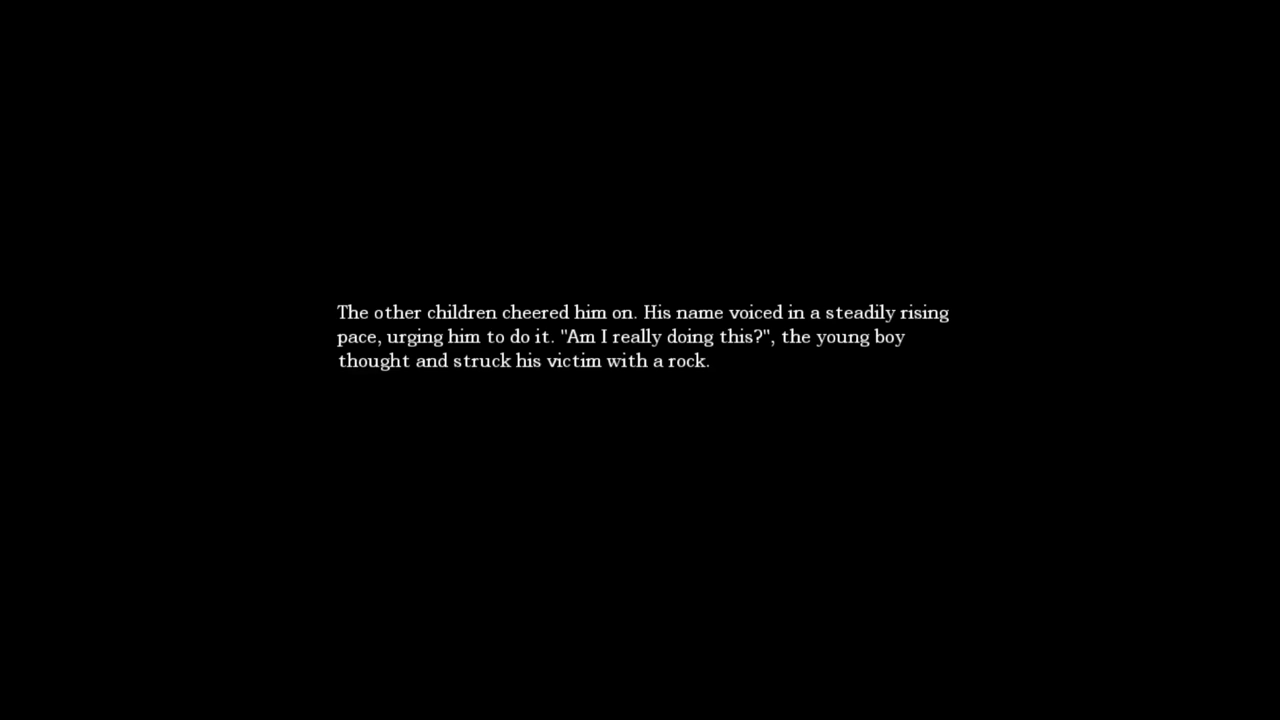 The other children cheered him on. His name voiced in a steadily rising
pace, urging him to do it. "Am I really doing this?", the young boy
thought and struck his victim with a rock.